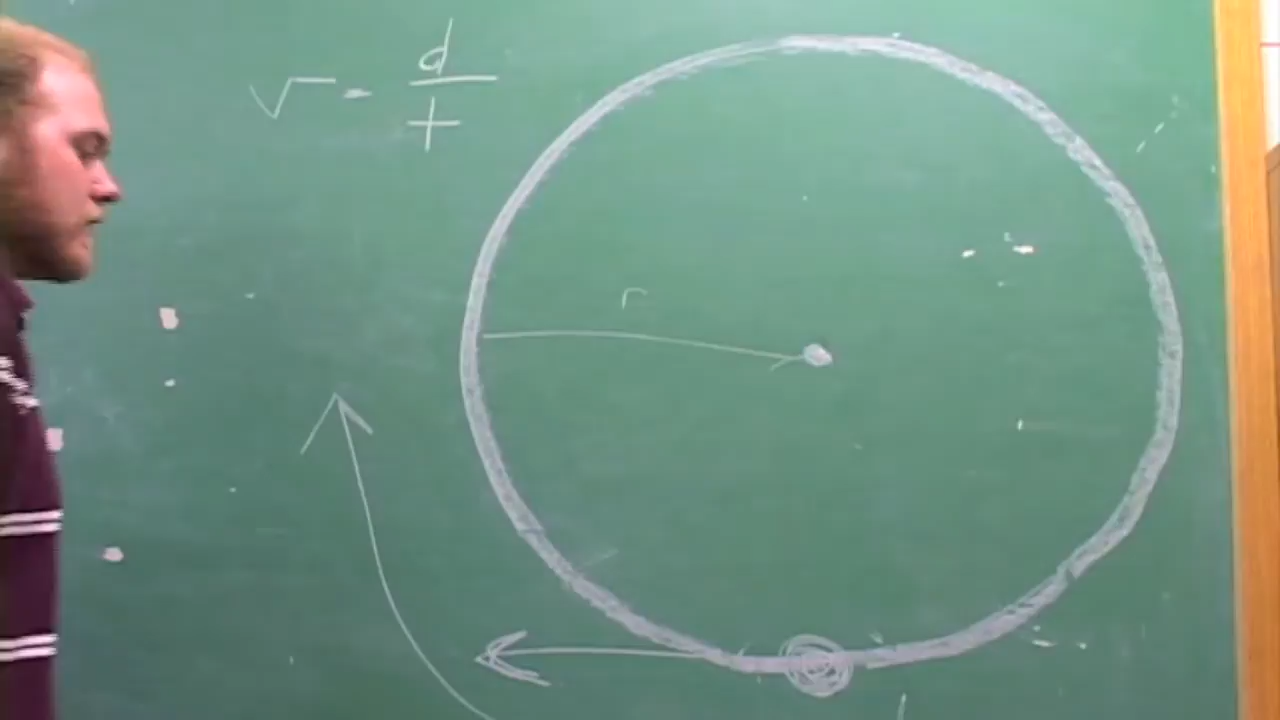 v = d/t
r